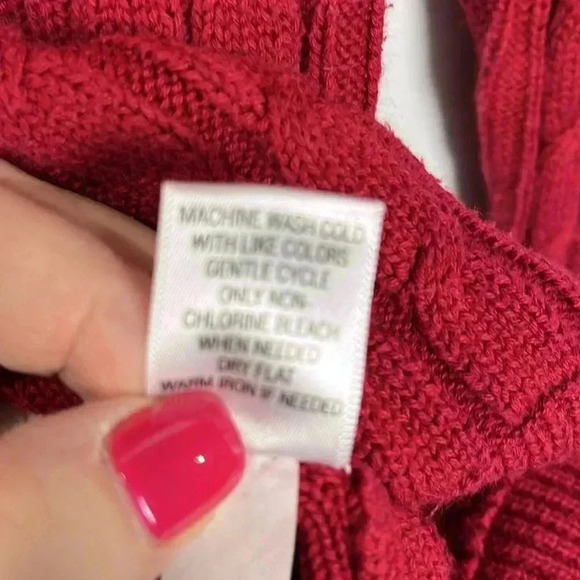 MACHINE WASH COLD
WITH LIKE COLORS
GENTLE CYCLE
ONLY NON-
CHLORINE BLEACH
WHEN NEEDED
DRY FLAT
WARM IRON IF NEEDED